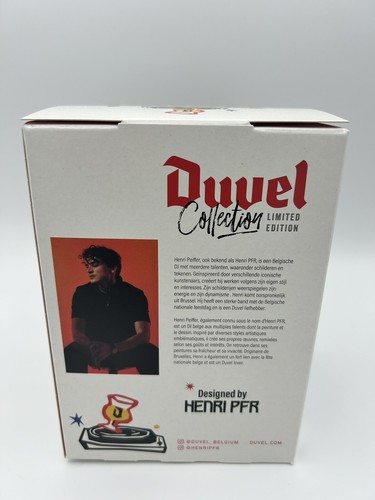 Duvel
Collection
LIMITED
EDITION
Henri Peiffer, ook bekend als Henri PFR, is een Belgische
DJ met meerdere talenten, waaronder schilderen en
tekenen. Geïnspireerd door verschillende iconische
kunstenaars, creëert hij werken volgens zijn eigen stijl
en interesses. Zijn schilderijen weerspiegelen zijn
energie en zijn dynamisme. Henri komt oorspronkelijk
uit Brussel. Hij heeft een sterke band met de Belgische
nationale feestdag en is een Duvel liefhebber.
Henri Peiffer, également connu sous le nom d'Henri PFR,
est un DJ belge aux multiples talents dont la peinture et
le dessin. Inspiré par diverses styles artistiques
emblématiques, il crée ses propres œuvres, remixées
selon ses goûts et intérêts. On retrouve dans ses
peintures sa fraîcheur et sa vivacité. Originaire de
Bruxelles, Henri a également un fort lien avec la fête
nationale belge et est un Duvel lover.
Designed by
HENRI PFR
@DUVEL_BELGIUM DUVEL.COM
@HENRIPFR